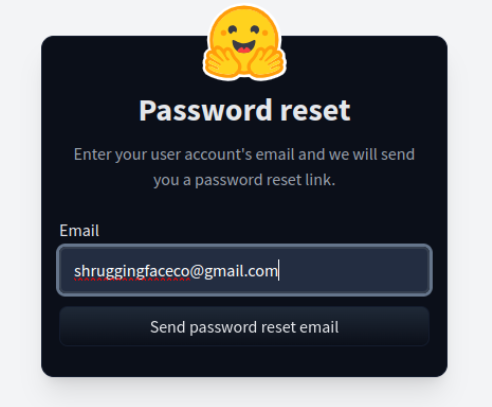 Password reset
Enter your user account's email and we will send
you a password reset link.
Email
shruggingfaceco@gmail.com
Send password reset email